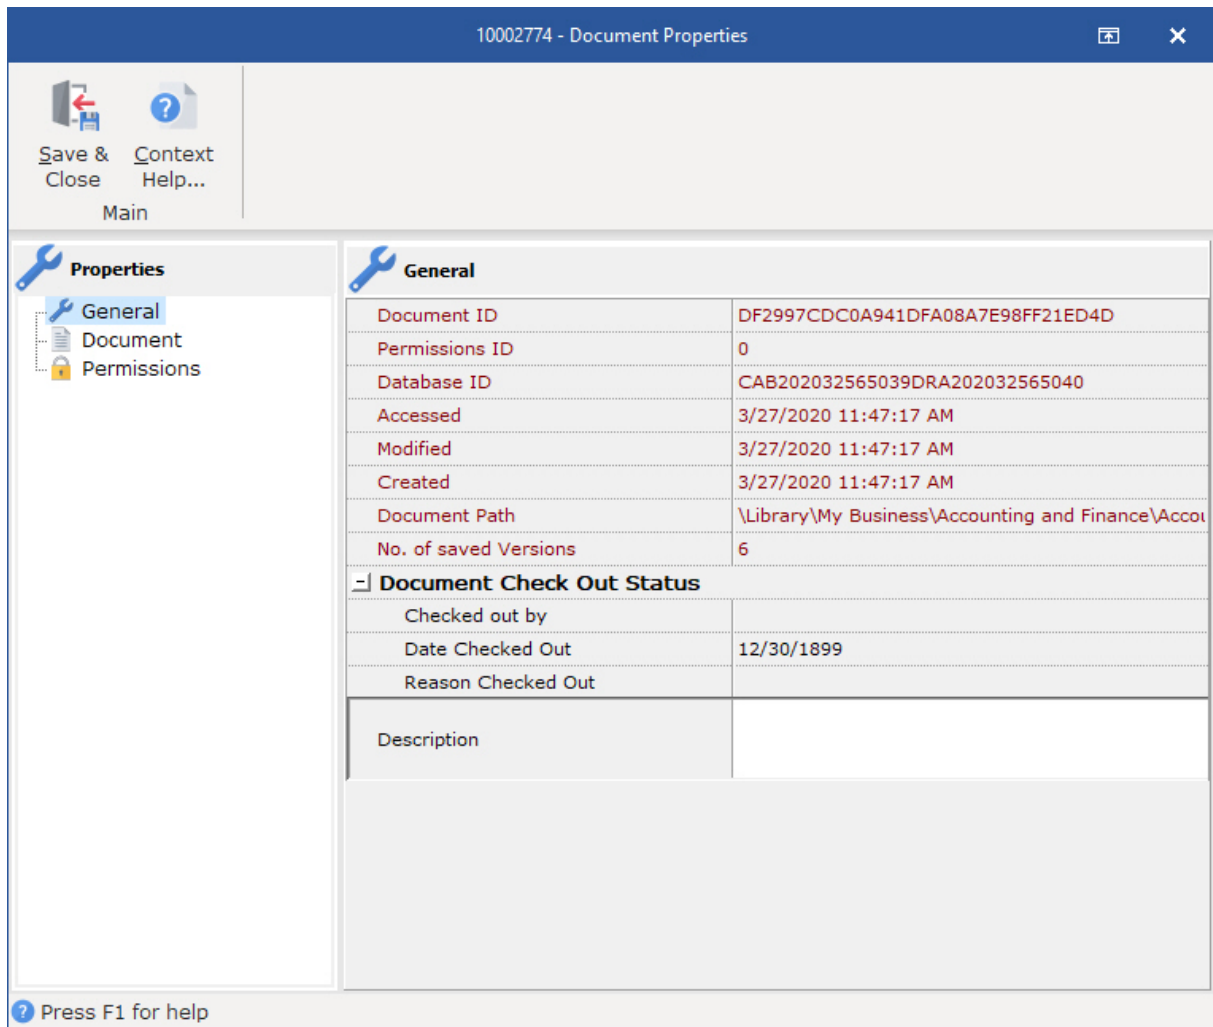 10002774 - Document Properties
Save & Context
Close Help...
Main
Properties
General
Document
Permissions
General
Document ID DF2997CDC0A941DFA08A7E98FF21ED4D
Permissions ID 0
Database ID CAB202032565039DRA202032565040
Accessed 3/27/2020 11:47:17 AM
Modified 3/27/2020 11:47:17 AM
Created 3/27/2020 11:47:17 AM
Document Path \Library\My Business\Accounting and Finance\Accou
No. of saved Versions 6
Document Check Out Status
Checked out by
Date Checked Out 12/30/1899
Reason Checked Out
Description
Press F1 for help